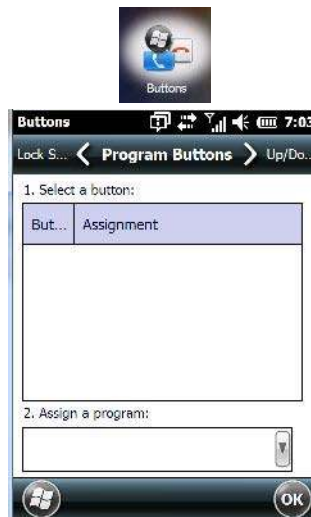 Buttons
Buttons 7:03
Lock S... Program Buttons Up/Do...
1. Select a button:
But... Assignment
2. Assign a program:
OK